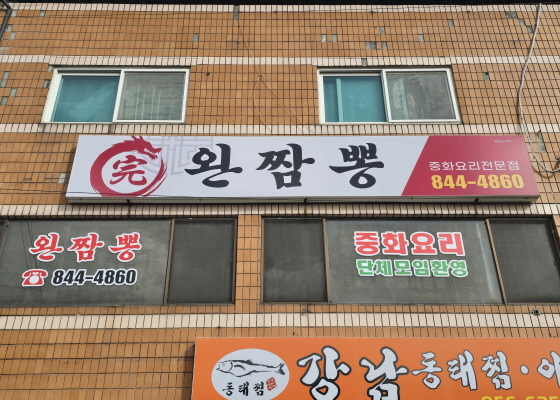 完 완짬뽕 중화요리전문점
844-4860
완짬뽕
☎844-4860
중화요리
단체모임환영
강남동태찜·
동태찜